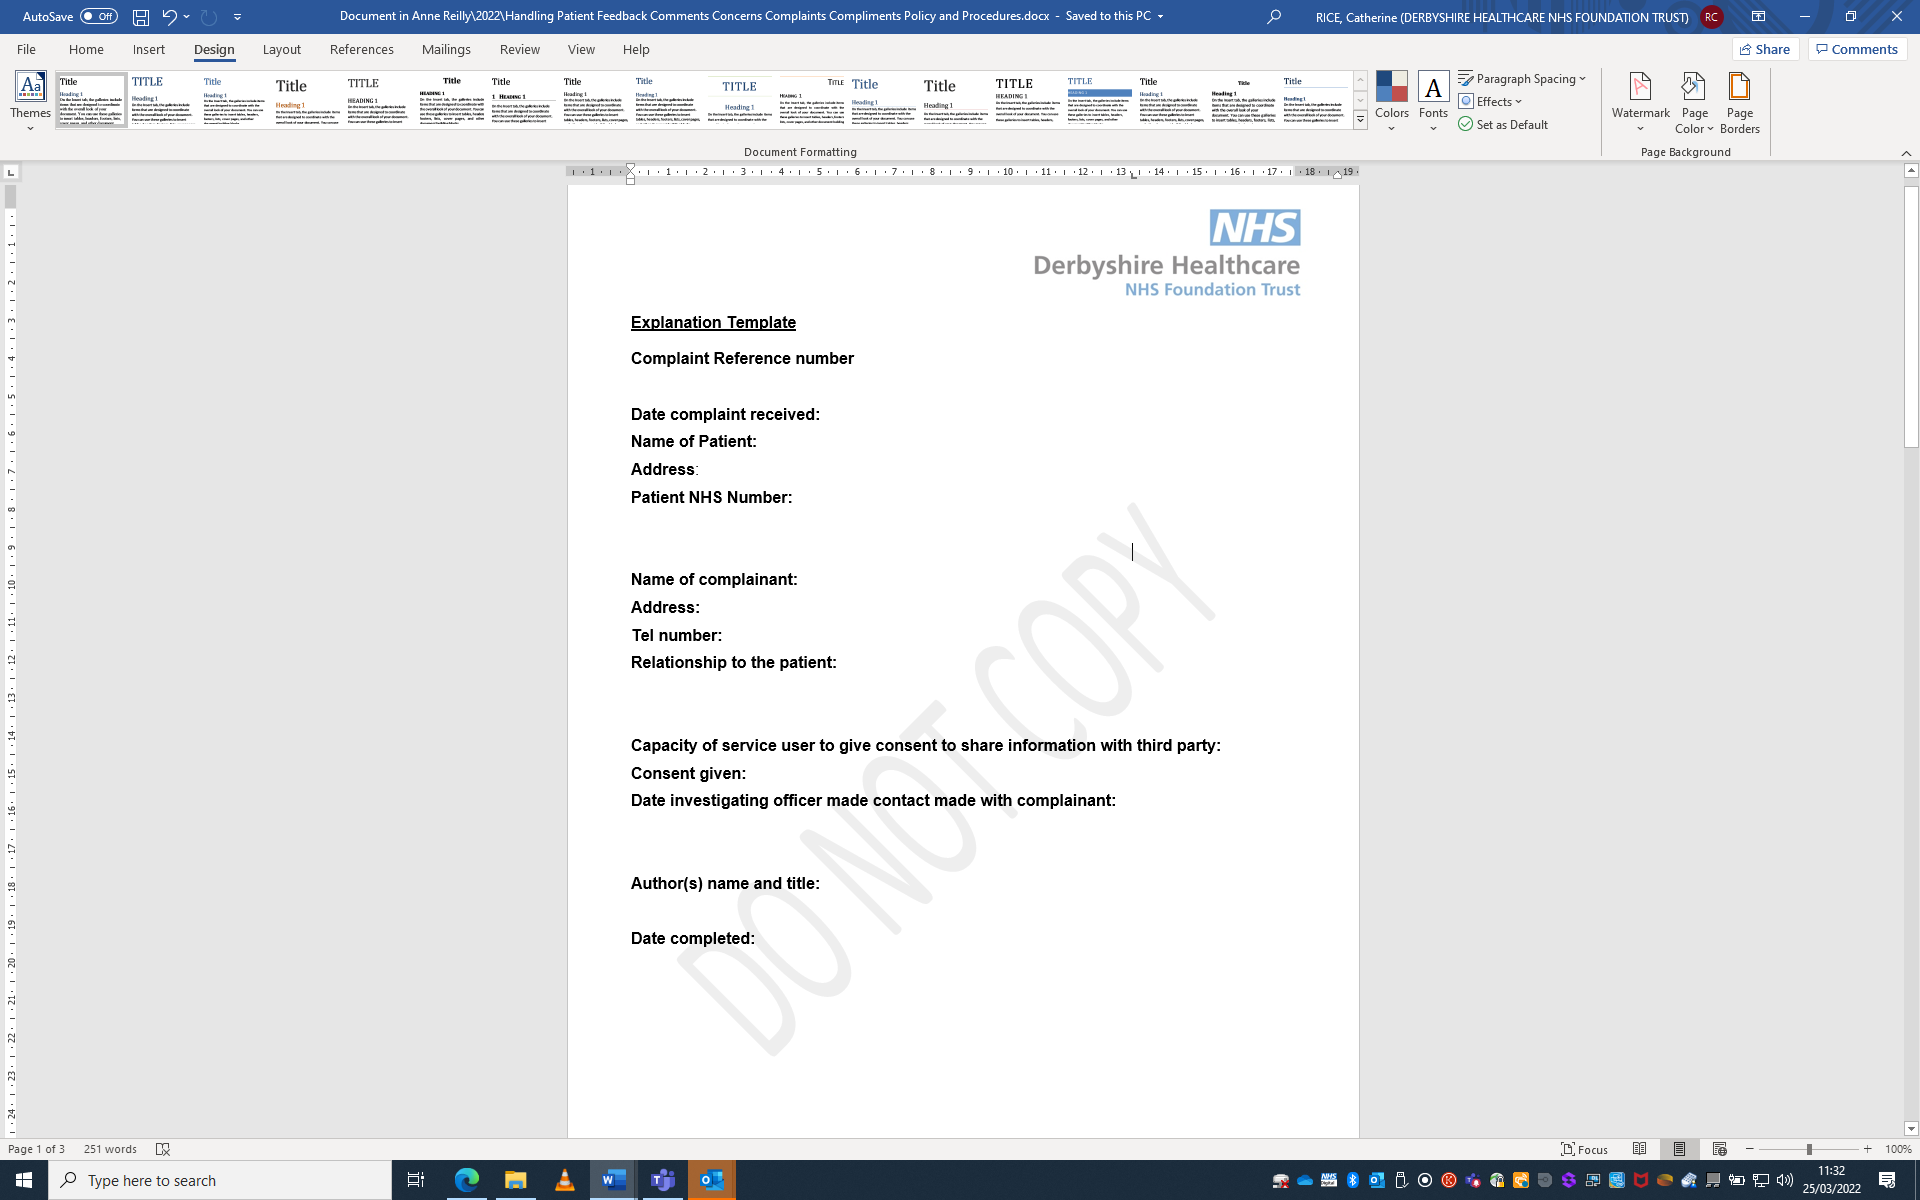 AutoSave Off
Document in Anne Reilly\2022\Handling Patient Feedback Comments Concerns Complaints Compliments Policy and Procedures.docx - Saved to this PC
RICE, Catherine (DERBYSHIRE HEALTHCARE NHS FOUNDATION TRUST) RC
File Home Insert Design Layout References Mailings Review View Help
Share Comments
Themes
Colors Fonts
Paragraph Spacing
Effects
Set as Default
Watermark Page Color Page Borders
Document Formatting
Page Background
NHS
Derbyshire Healthcare
NHS Foundation Trust
Explanation Template
Complaint Reference number
Date complaint received:
Name of Patient:
Address:
Patient NHS Number:
Name of complainant:
Address:
Tel number:
Relationship to the patient:
Capacity of service user to give consent to share information with third party:
Consent given:
Date investigating officer made contact made with complainant:
Author(s) name and title:
Date completed:
DO NOT COPY
Page 1 of 3 251 words
Focus
100%
Type here to search
11:32
25/03/2022